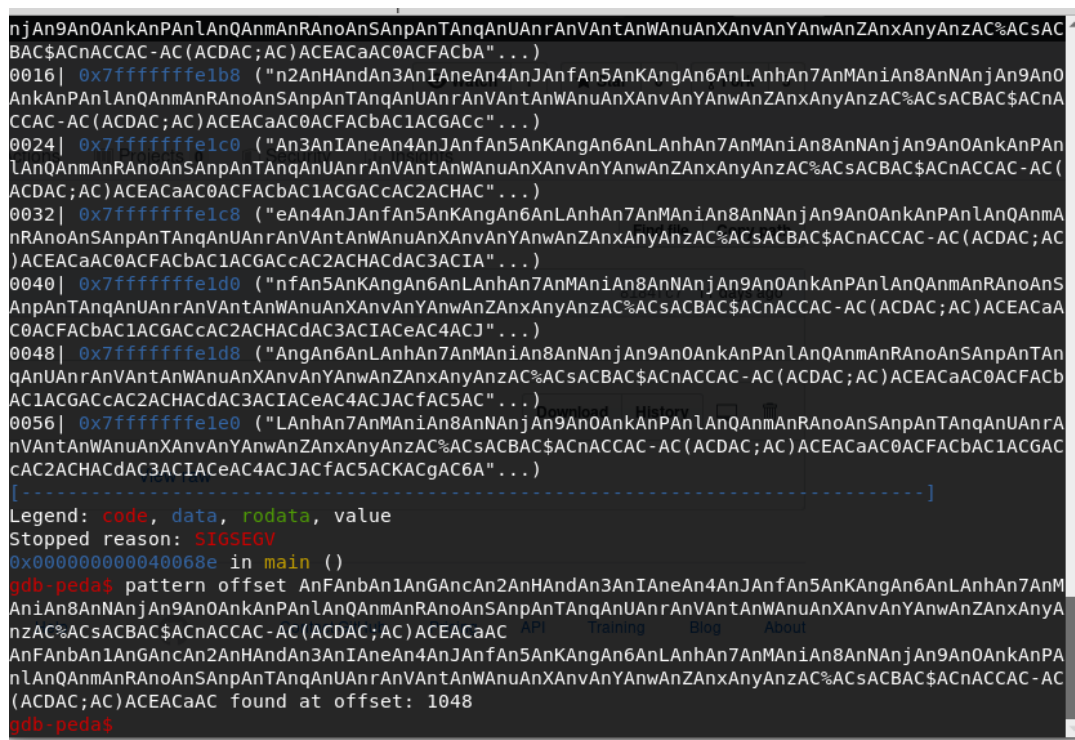 njAn9AnOAnkAnPAnlAnQAnmAnRAnoAnSAnpAnTAnqAnUAnrAnVAntAnWAnuAnXAnvAnYAnwAnZAnxAnyAnzAC%ACsAC
BAC$ACnACCAC-AC(ACDAC;AC)ACEACaAC0ACFACbA"...)
0016| 0x7fffffffe1b8 ("n2AnHAndAn3AnIAneAn4AnJAnfAn5AnKAngAn6AnLAnhAn7AnMAniAn8AnNAnjAn9AnO
AnkAnPAnlAnQAnmAnRAnoAnSAnpAnTAnqAnUAnrAnVAntAnWAnuAnXAnvAnYAnwAnZAnxAnyAnzAC%ACsACBAC$ACnA
CCAC-AC(ACDAC;AC)ACEACaAC0ACFACbAC1ACGACc"...)
0024| 0x7fffffffe1c0 ("An3AnIAneAn4AnJAnfAn5AnKAngAn6AnLAnhAn7AnMAniAn8AnNAnjAn9AnOAnkAnPAn
lAnQAnmAnRAnoAnSAnpAnTAnqAnUAnrAnVAntAnWAnuAnXAnvAnYAnwAnZAnxAnyAnzAC%ACsACBAC$ACnACCAC-AC(
ACDAC;AC)ACEACaAC0ACFACbAC1ACGACcAC2ACHAC"...)
0032| 0x7fffffffe1c8 ("eAn4AnJAnfAn5AnKAngAn6AnLAnhAn7AnMAniAn8AnNAnjAn9AnOAnkAnPAnlAnQAnmA
nRAnoAnSAnpAnTAnqAnUAnrAnVAntAnWAnuAnXAnvAnYAnwAnZAnxAnyAnzAC%ACsACBAC$ACnACCAC-AC(ACDAC;AC
)ACEACaAC0ACFACbAC1ACGACcAC2ACHACdAC3ACIA"...)
0040| 0x7fffffffe1d0 ("nfAn5AnKAngAn6AnLAnhAn7AnMAniAn8AnNAnjAn9AnOAnkAnPAnlAnQAnmAnRAnoAnS
AnpAnTAnqAnUAnrAnVAntAnWAnuAnXAnvAnYAnwAnZAnxAnyAnzAC%ACsACBAC$ACnACCAC-AC(ACDAC;AC)ACEACaA
C0ACFACbAC1ACGACcAC2ACHACdAC3ACIACeAC4ACJ"...)
0048| 0x7fffffffe1d8 ("AngAn6AnLAnhAn7AnMAniAn8AnNAnjAn9AnOAnkAnPAnlAnQAnmAnRAnoAnSAnpAnTAn
qAnUAnrAnVAntAnWAnuAnXAnvAnYAnwAnZAnxAnyAnzAC%ACsACBAC$ACnACCAC-AC(ACDAC;AC)ACEACaAC0ACFACb
AC1ACGACcAC2ACHACdAC3ACIACeAC4ACJACfAC5AC"...)
0056| 0x7fffffffe1e0 ("LAnhAn7AnMAniAn8AnNAnjAn9AnOAnkAnPAnlAnQAnmAnRAnoAnSAnpAnTAnqAnUAnrA
nVAntAnWAnuAnXAnvAnYAnwAnZAnxAnyAnzAC%ACsACBAC$ACnACCAC-AC(ACDAC;AC)ACEACaAC0ACFACbAC1ACGAC
cAC2ACHACdAC3ACIACeAC4ACJACfAC5ACKACgAC6A"...)
[------------------------------------------------------------------------------]
Legend: code, data, rodata, value
Stopped reason: SIGSEGV
0x000000000040068e in main ()
gdb-peda$ pattern offset AnFAnbAn1AnGAncAn2AnHAndAn3AnIAneAn4AnJAnfAn5AnKAngAn6AnLAnhAn7AnM
AniAn8AnNAnjAn9AnOAnkAnPAnlAnQAnmAnRAnoAnSAnpAnTAnqAnUAnrAnVAntAnWAnuAnXAnvAnYAnwAnZAnxAnyA
nzAC%ACsACBAC$ACnACCAC-AC(ACDAC;AC)ACEACaAC API Training Blog About
AnFAnbAn1AnGAncAn2AnHAndAn3AnIAneAn4AnJAnfAn5AnKAngAn6AnLAnhAn7AnMAniAn8AnNAnjAn9AnOAnkAnPA
nlAnQAnmAnRAnoAnSAnpAnTAnqAnUAnrAnVAntAnWAnuAnXAnvAnYAnwAnZAnxAnyAnzAC%ACsACBAC$ACnACCAC-AC
(ACDAC;AC)ACEACaAC found at offset: 1048
gdb-peda$